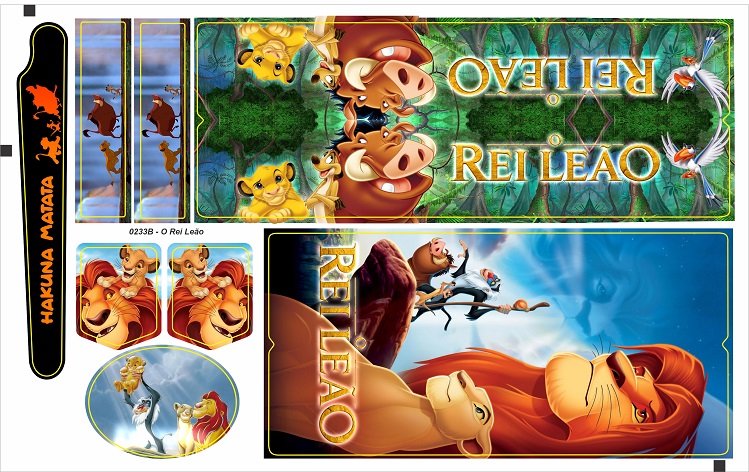 HAKUNA MATATA
O
REI LEÃO
O
REI LEÃO
0233B - O Rei Leão
O
REI LEÃO